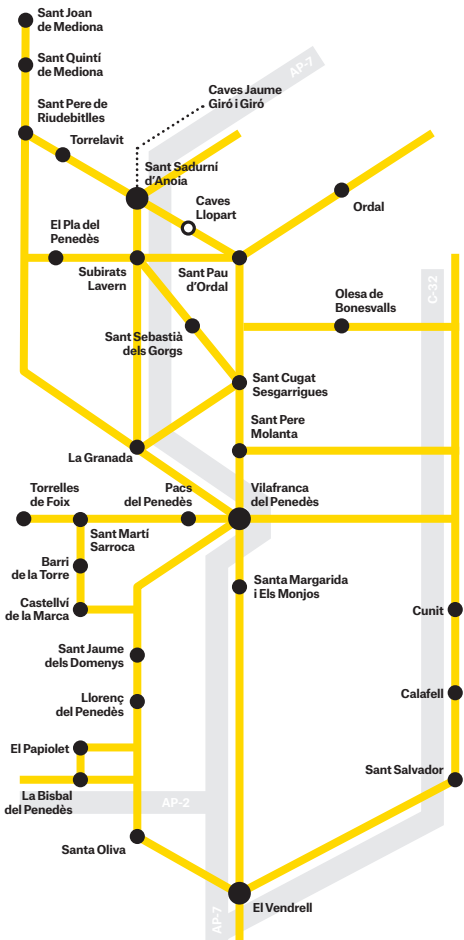 Sant Joan
de Mediona
Sant Quintí
de Mediona
AP-7
Caves Jaume
Giró i Giró
Sant Pere de
Riudebitlles
Torrelavit
Sant Sadurní
d’Anoia
Caves
Llopart
Ordal
El Pla del
Penedès
Subirats
Lavern
Sant Pau
d’Ordal
C-32
Olesa de
Bonesvalls
Sant Sebastià
dels Gorgs
Sant Cugat
Sesgarrigues
Sant Pere
Molanta
La Granada
Torrelles
de Foix
Pacs
del Penedès
Vilafranca
del Penedès
Sant Martí
Sarroca
Barri
de la Torre
Santa Margarida
i Els Monjos
Castellví
de la Marca
Cunit
Sant Jaume
dels Domenys
Llorenç
del Penedès
Calafell
El Papiolet
Sant Salvador
La Bisbal
del Penedès
AP-2
Santa Oliva
AP-7
El Vendrell